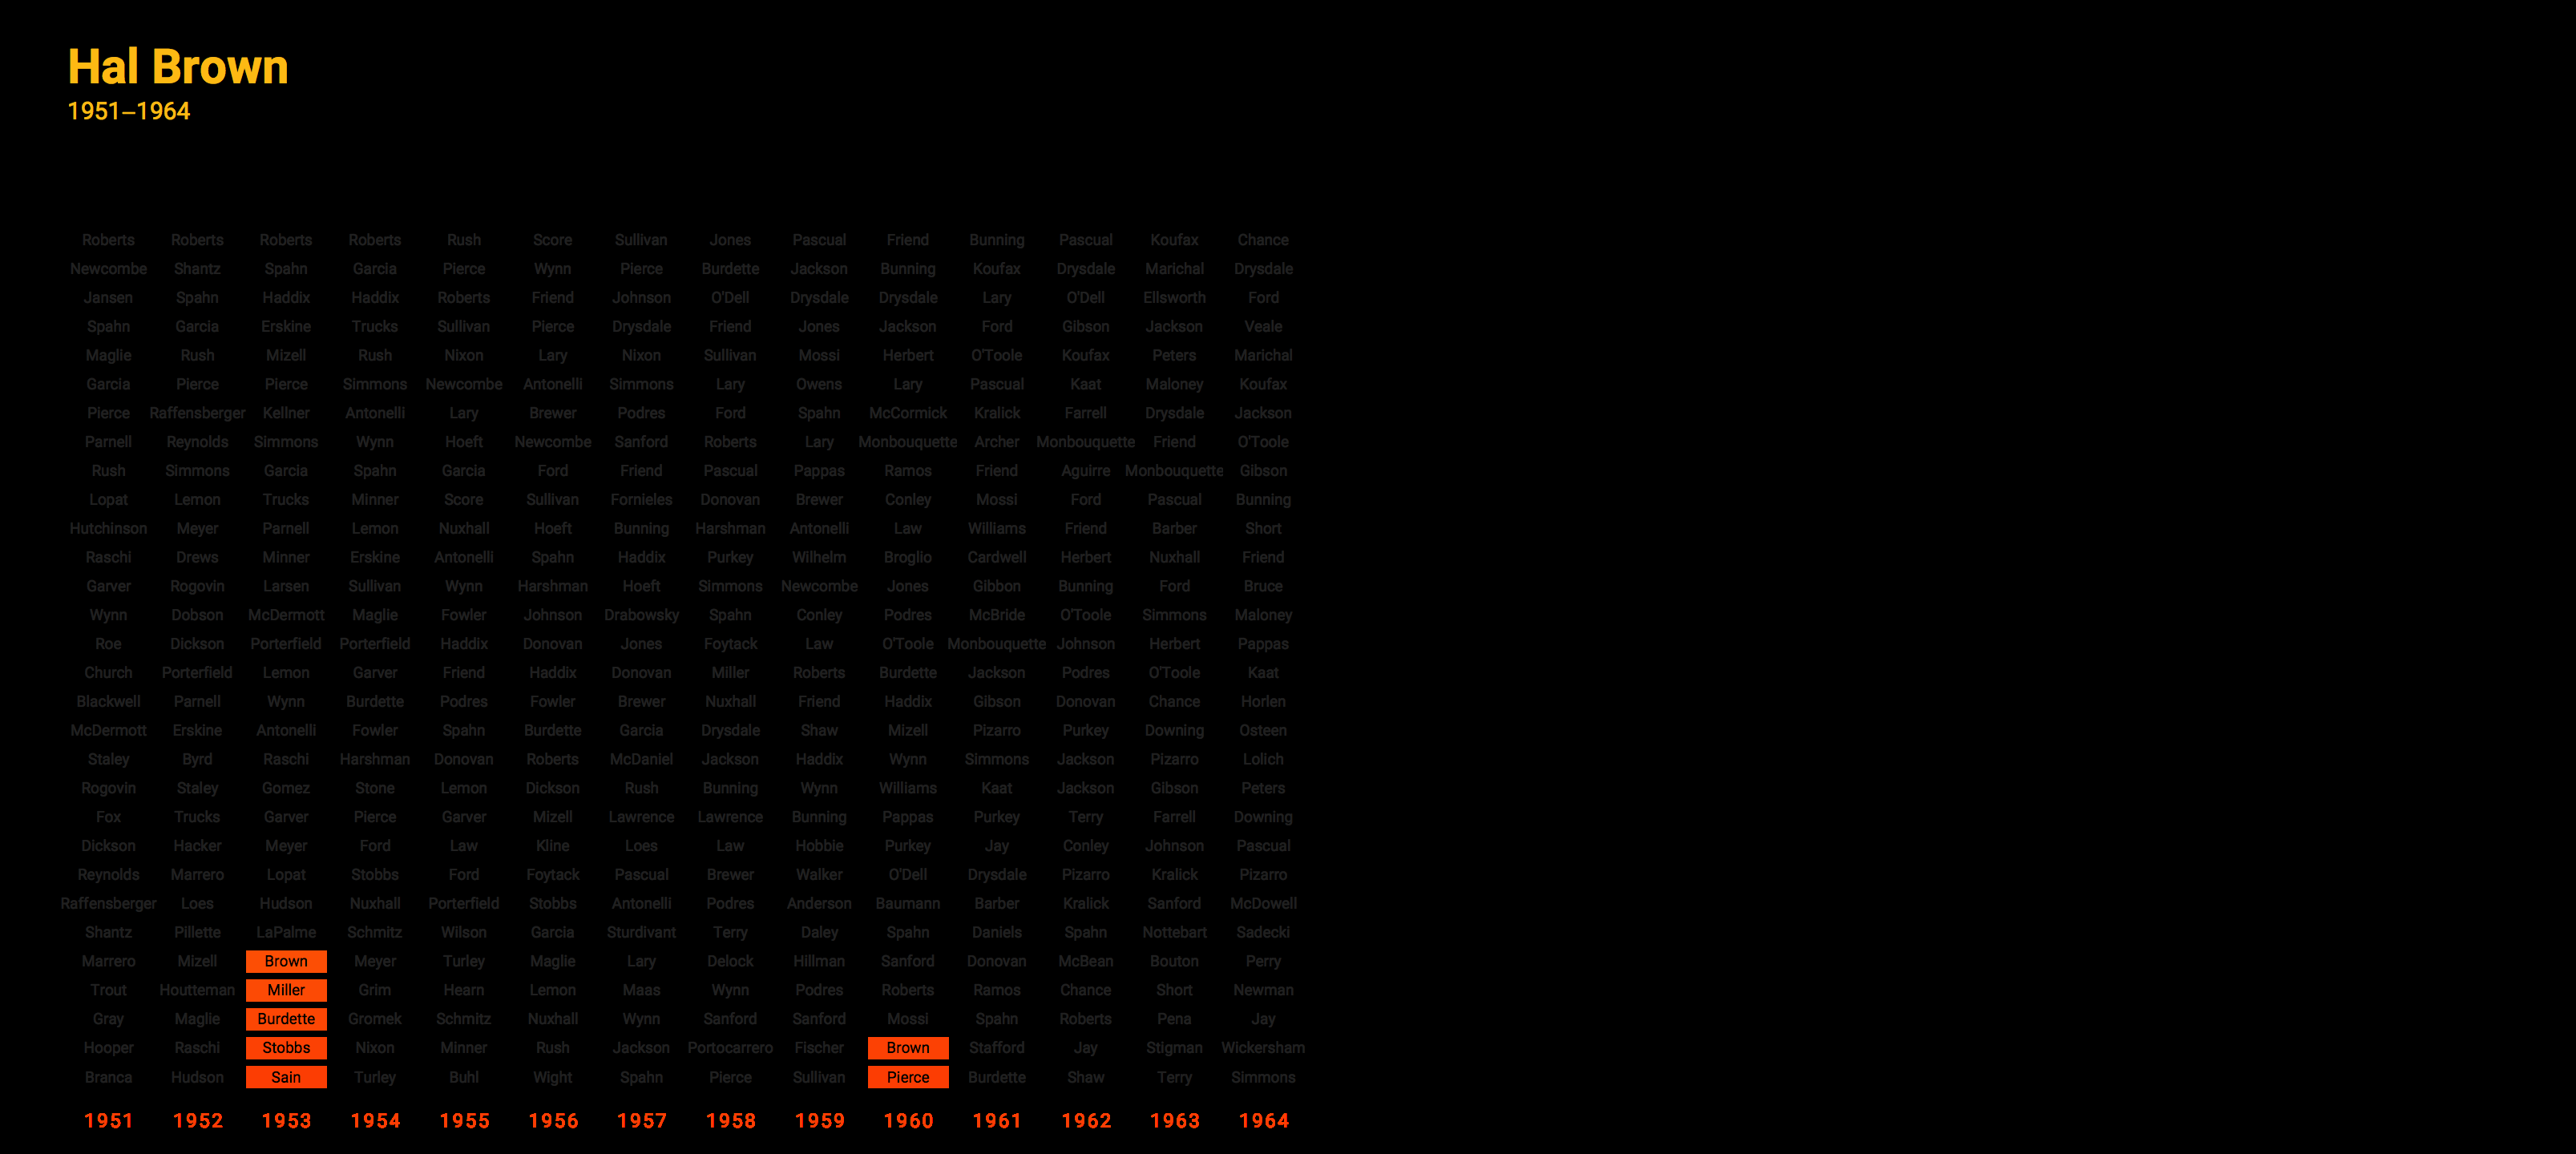 Hal Brown
1951–1964
Roberts Roberts Roberts Roberts Rush Score Sullivan Jones Pascual Friend Bunning Pascual Koufax Chance
Newcombe Shantz Spahn Garcia Pierce Wynn Pierce Burdette Jackson Bunning Koufax Drysdale Marichal Drysdale
Jansen Spahn Haddix Haddix Roberts Friend Johnson O'Dell Drysdale Drysdale Lary O'Dell Ellsworth Ford
Spahn Garcia Erskine Trucks Sullivan Pierce Drysdale Friend Jones Jackson Ford Gibson Jackson Veale
Maglie Rush Mizell Rush Nixon Lary Nixon Sullivan Mossi Herbert O'Toole Koufax Peters Marichal
Garcia Pierce Pierce Simmons Newcombe Antonelli Simmons Lary Owens Lary Pascual Kaat Maloney Koufax
Pierce Raffensberger Kellner Antonelli Lary Brewer Podres Ford Spahn McCormick Kralick Farrell Drysdale Jackson
Parnell Reynolds Simmons Wynn Hoeft Newcombe Sanford Roberts Lary Monbouquette Archer Monbouquette Friend O'Toole
Rush Simmons Garcia Spahn Garcia Ford Friend Pascual Pappas Ramos Friend Aguirre Monbouquette Gibson
Lopat Lemon Trucks Minner Score Sullivan Fornieles Donovan Brewer Conley Mossi Ford Pascual Bunning
Hutchinson Meyer Parnell Lemon Nuxhall Hoeft Bunning Harshman Antonelli Law Williams Friend Barber Short
Raschi Drews Minner Erskine Antonelli Spahn Haddix Purkey Wilhelm Broglio Cardwell Herbert Nuxhall Friend
Garver Rogovin Larsen Sullivan Wynn Harshman Hoeft Simmons Newcombe Jones Gibbon Bunning Ford Bruce
Wynn Dobson McDermott Maglie Fowler Johnson Drabowsky Spahn Conley Podres McBride O'Toole Simmons Maloney
Roe Dickson Porterfield Porterfield Haddix Donovan Jones Foytack Law O'Toole Monbouquette Johnson Herbert Pappas
Church Porterfield Lemon Garver Friend Haddix Donovan Miller Roberts Burdette Jackson Podres O'Toole Kaat
Blackwell Parnell Wynn Burdette Podres Fowler Brewer Nuxhall Friend Haddix Gibson Donovan Chance Horlen
McDermott Erskine Antonelli Fowler Spahn Burdette Garcia Drysdale Shaw Mizell Pizarro Purkey Downing Osteen
Staley Byrd Raschi Harshman Donovan Roberts McDaniel Jackson Haddix Wynn Simmons Jackson Pizarro Lolich
Rogovin Staley Gomez Stone Lemon Dickson Rush Bunning Wynn Williams Kaat Jackson Gibson Peters
Fox Trucks Garver Pierce Garver Mizell Lawrence Lawrence Bunning Pappas Purkey Terry Farrell Downing
Dickson Hacker Meyer Ford Law Kline Loes Law Hobbie Purkey Jay Conley Johnson Pascual
Reynolds Marrero Lopat Stobbs Ford Foytack Pascual Brewer Walker O'Dell Drysdale Pizarro Kralick Pizarro
Raffensberger Loes Hudson Nuxhall Porterfield Stobbs Antonelli Podres Anderson Baumann Barber Kralick Sanford McDowell
Shantz Pillette LaPalme Schmitz Wilson Garcia Sturdivant Terry Daley Spahn Daniels Spahn Nottebart Sadecki
Marrero Mizell Brown Meyer Turley Maglie Lary Delock Hillman Sanford Donovan McBean Bouton Perry
Trout Houtteman Miller Grim Hearn Lemon Maas Wynn Podres Roberts Ramos Chance Short Newman
Gray Maglie Burdette Gromek Schmitz Nuxhall Wynn Sanford Sanford Mossi Spahn Roberts Pena Jay
Hooper Raschi Stobbs Nixon Minner Rush Jackson Portocarrero Fischer Brown Stafford Jay Stigman Wickersham
Branca Hudson Sain Turley Buhl Wight Spahn Pierce Sullivan Pierce Burdette Shaw Terry Simmons
1951 1952 1953 1954 1955 1956 1957 1958 1959 1960 1961 1962 1963 1964